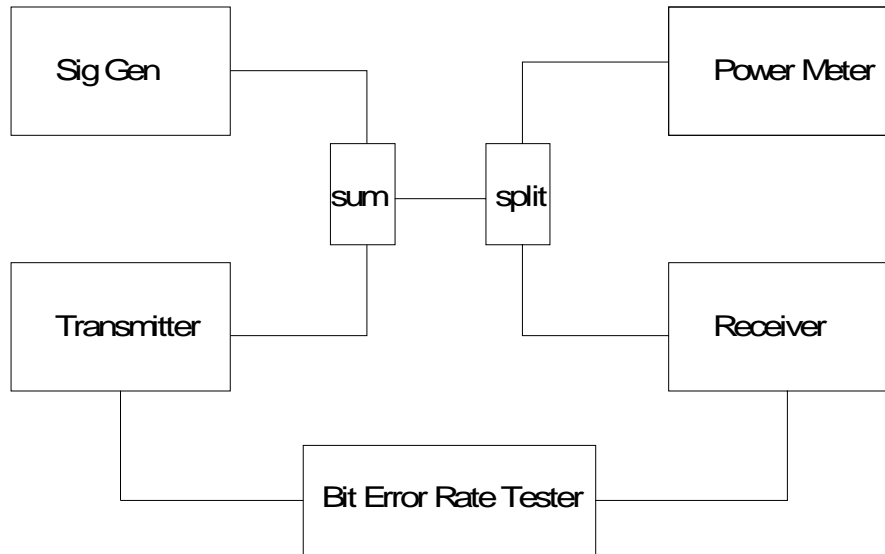 Sig Gen
Power Meter
sum
split
Transmitter
Receiver
Bit Error Rate Tester